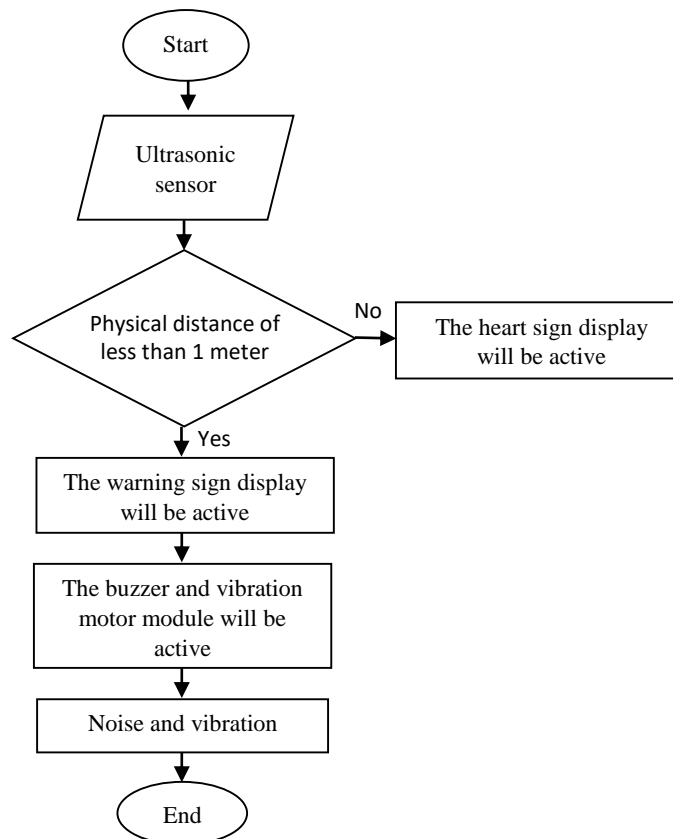 Start
Ultrasonic
sensor
Physical distance of
less than 1 meter
No
The heart sign display
will be active
Yes
The warning sign display
will be active
The buzzer and vibration
motor module will be
active
Noise and vibration
End